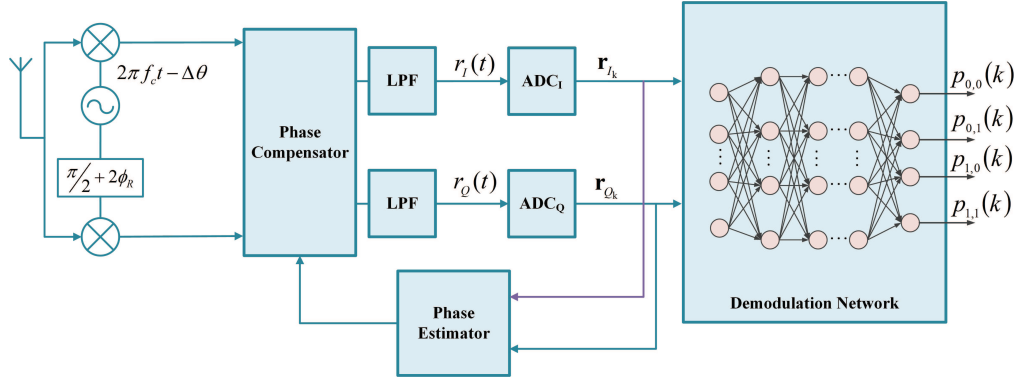 2πf_c t − Δθ
π/2 + 2ϕ_R
Phase
Compensator
LPF
r_I(t)
ADC_I
r_{I_k}
LPF
r_Q(t)
ADC_Q
r_{Q_k}
Phase
Estimator
p_{0,0}(k)
p_{0,1}(k)
p_{1,0}(k)
p_{1,1}(k)
Demodulation Network